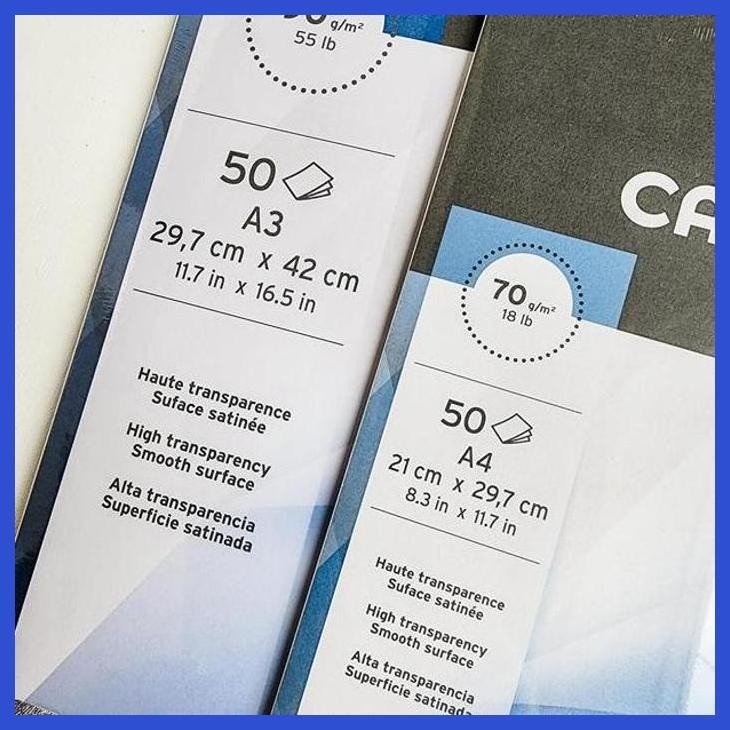 g/m²
55 lb
50
A3
29,7 cm x 42 cm
11.7 in x 16.5 in
Haute transparence
Suface satinée
High transparency
Smooth surface
Alta transparencia
Superficie satinada
CA
70 g/m²
18 lb
50
A4
21 cm x 29,7 cm
8.3 in x 11.7 in
Haute transparence
Suface satinée
High transparency
Smooth surface
Alta transparencia
Superficie satinada